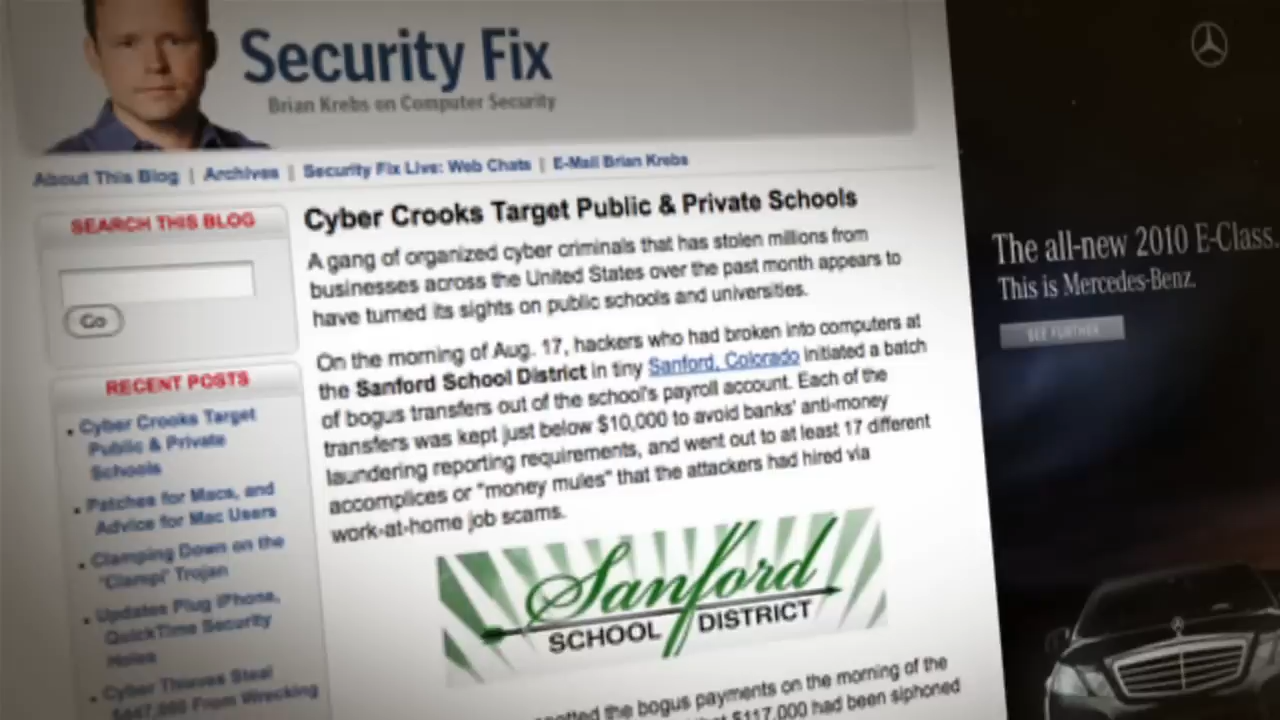 Security Fix
Brian Krebs on Computer Security
About This Blog | Archives | Security Fix Live: Web Chats | E-Mail Brian Krebs
SEARCH THIS BLOG
Go
RECENT POSTS
Cyber Crooks Target
Public & Private
Schools
Patches for Macs, and
Advice for Mac Users
Clamping Down on the
"Clampi" Trojan
Updates Plug iPhone,
QuickTime Security
Holes
Cyber Thieves Steal
$447,000 From Wrecking
Cyber Crooks Target Public & Private Schools
A gang of organized cyber criminals that has stolen millions from
businesses across the United States over the past month appears to
have turned its sights on public schools and universities.
On the morning of Aug. 17, hackers who had broken into computers at
the Sanford School District in tiny Sanford, Colorado initiated a batch
of bogus transfers out of the school's payroll account. Each of the
transfers was kept just below $10,000 to avoid banks' anti-money
laundering reporting requirements, and went out to at least 17 different
accomplices or "money mules" that the attackers had hired via
work-at-home job scams.
Sanford
SCHOOL DISTRICT
the bogus payments on the morning of the
$117,000 had been siphoned
The all-new 2010 E-Class.
This is Mercedes-Benz.
SEE FURTHER